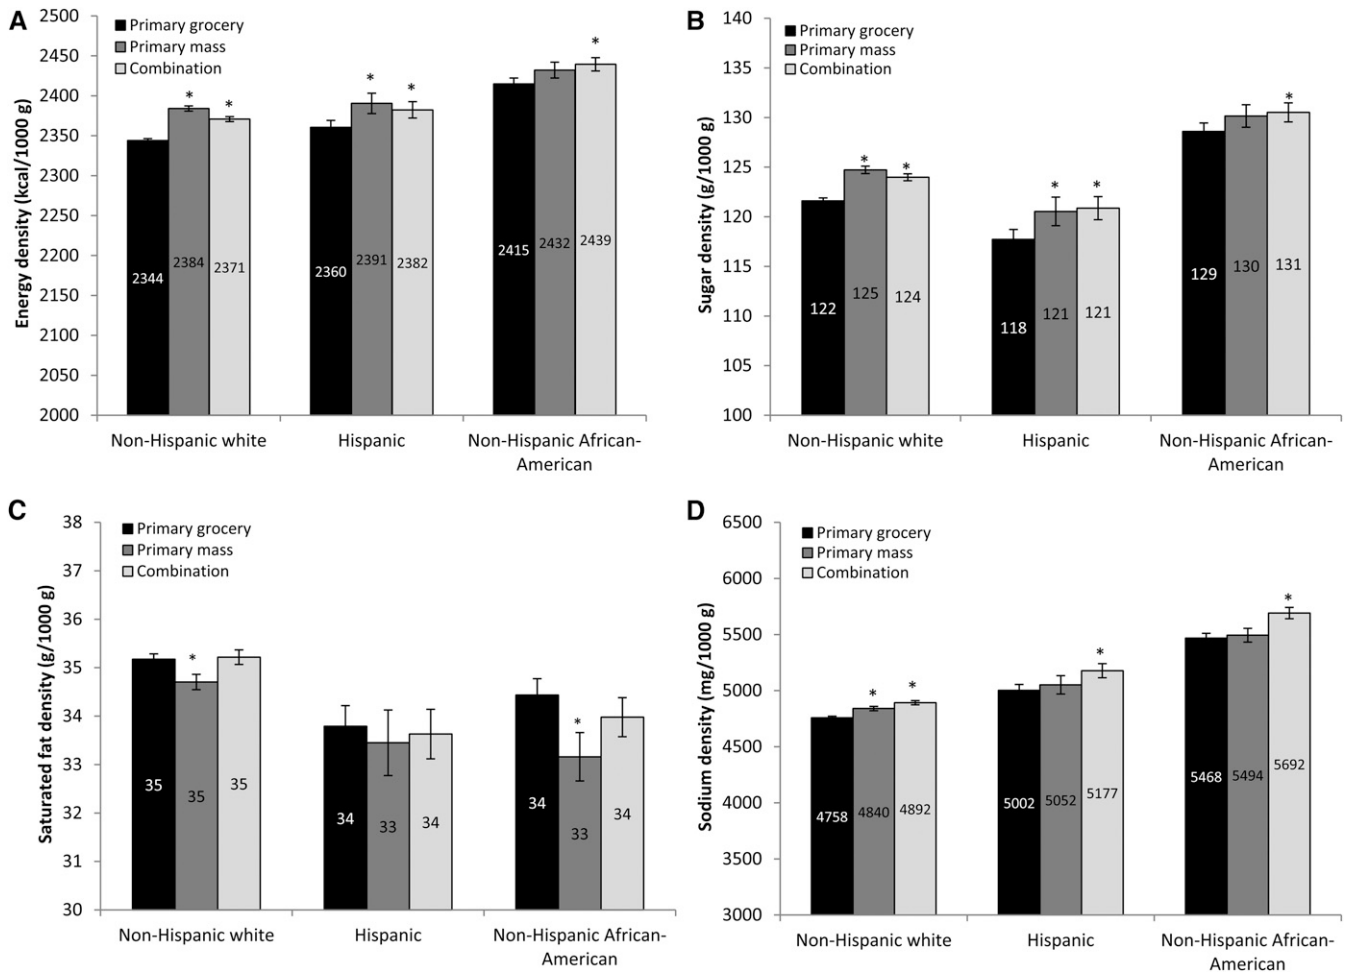 A
Primary grocery
Primary mass
Combination
Energy density (kcal/1000 g)
2500
2450
2400
2350
2300
2250
2200
2150
2100
2050
2000
* * * * *
2344 2384 2371 2360 2391 2382 2415 2432 2439
Non-Hispanic white Hispanic Non-Hispanic African-
American
B
Primary grocery
Primary mass
Combination
Sugar density (g/1000 g)
140
135
130
125
120
115
110
105
100
* * * * *
122 125 124 118 121 121 129 130 131
Non-Hispanic white Hispanic Non-Hispanic African-
American
C
Primary grocery
Primary mass
Combination
Saturated fat density (g/1000 g)
38
37
36
35
34
33
32
31
30
* *
35 35 35 34 33 34 34 33 34
Non-Hispanic white Hispanic Non-Hispanic African-
American
D
Primary grocery
Primary mass
Combination
Sodium density (mg/1000 g)
6500
6000
5500
5000
4500
4000
3500
3000
* * * *
4758 4840 4892 5002 5052 5177 5468 5494 5692
Non-Hispanic white Hispanic Non-Hispanic African-
American